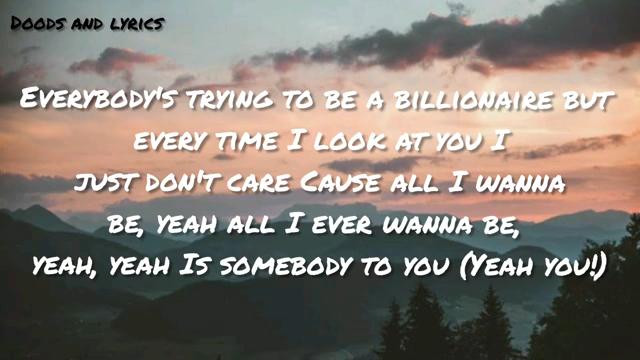 Doods and lyrics
Everybody's trying to be a billionaire but
every time I look at you I
just don't care Cause all I wanna
be, yeah all I ever wanna be,
yeah, yeah Is somebody to you (Yeah you!)